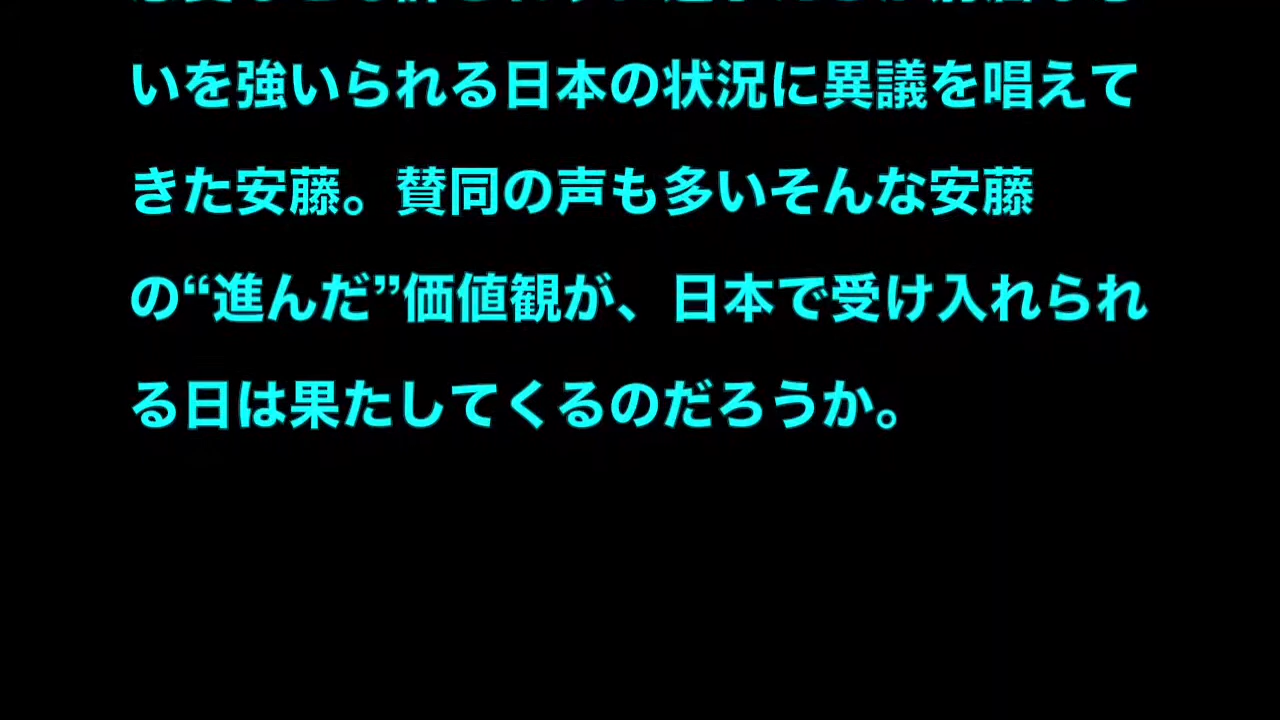 いを強いられる日本の状況に異議を唱えて
きた安藤。賛同の声も多いそんな安藤
の“進んだ”価値観が、日本で受け入れられ
る日は果たしてくるのだろうか。